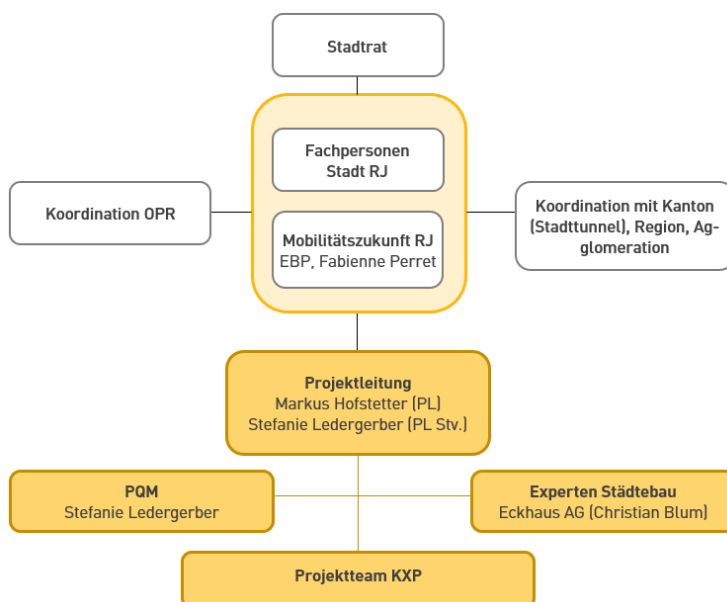 Stadtrat
Fachpersonen
Stadt RJ
Koordination OPR
Koordination mit Kanton
(Stadttunnel), Region, Ag-
glomeration
Mobilitätszukunft RJ
EBP, Fabienne Perret
Projektleitung
Markus Hofstetter (PL)
Stefanie Ledergerber (PL Stv.)
PQM
Stefanie Ledergerber
Experten Städtebau
Eckhaus AG (Christian Blum)
Projektteam KXP